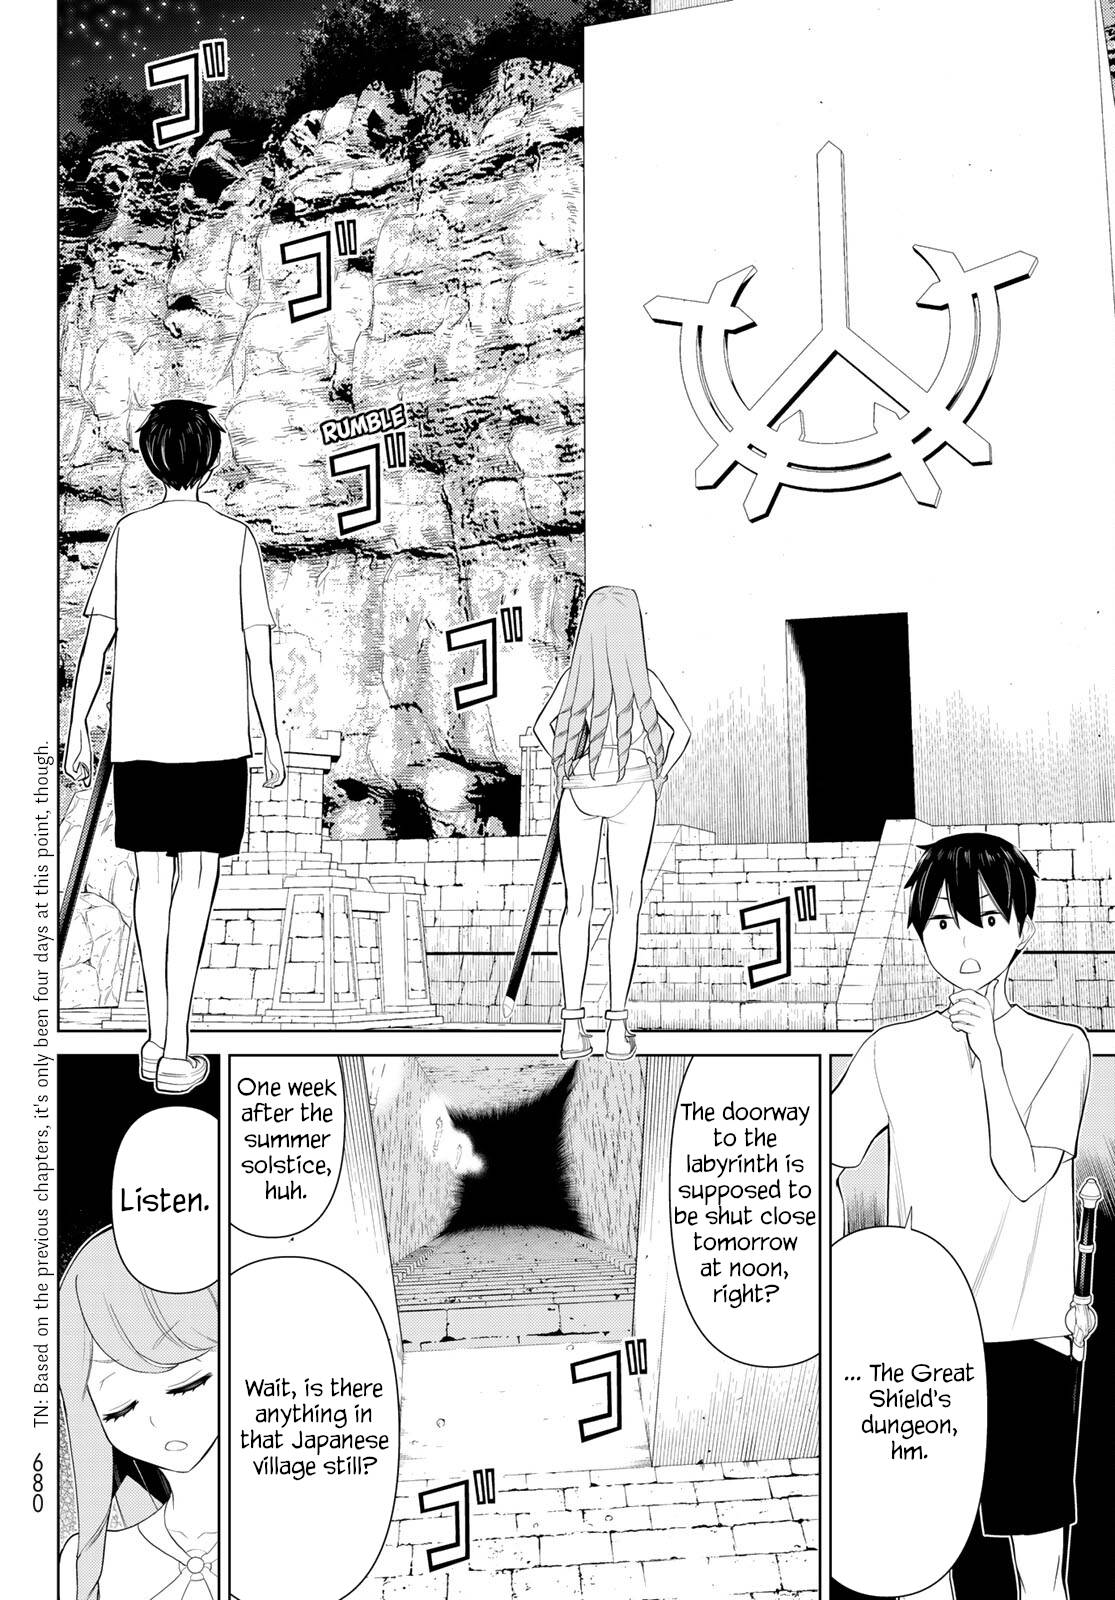 ゴ
ゴ
RUMBLE
ゴ
ゴ
ゴ
... The Great
Shield's
dungeon,
hm.
The doorway
to the
labyrinth is
supposed to
be shut close
tomorrow
at noon,
right?
ゴ
ゴ
One week
after the
summer
solstice,
huh.
Wait, is there
anything in
that Japanese
village still?
Listen.
TN: Based on the previous chapters, it's only been four days at this point, though.
089